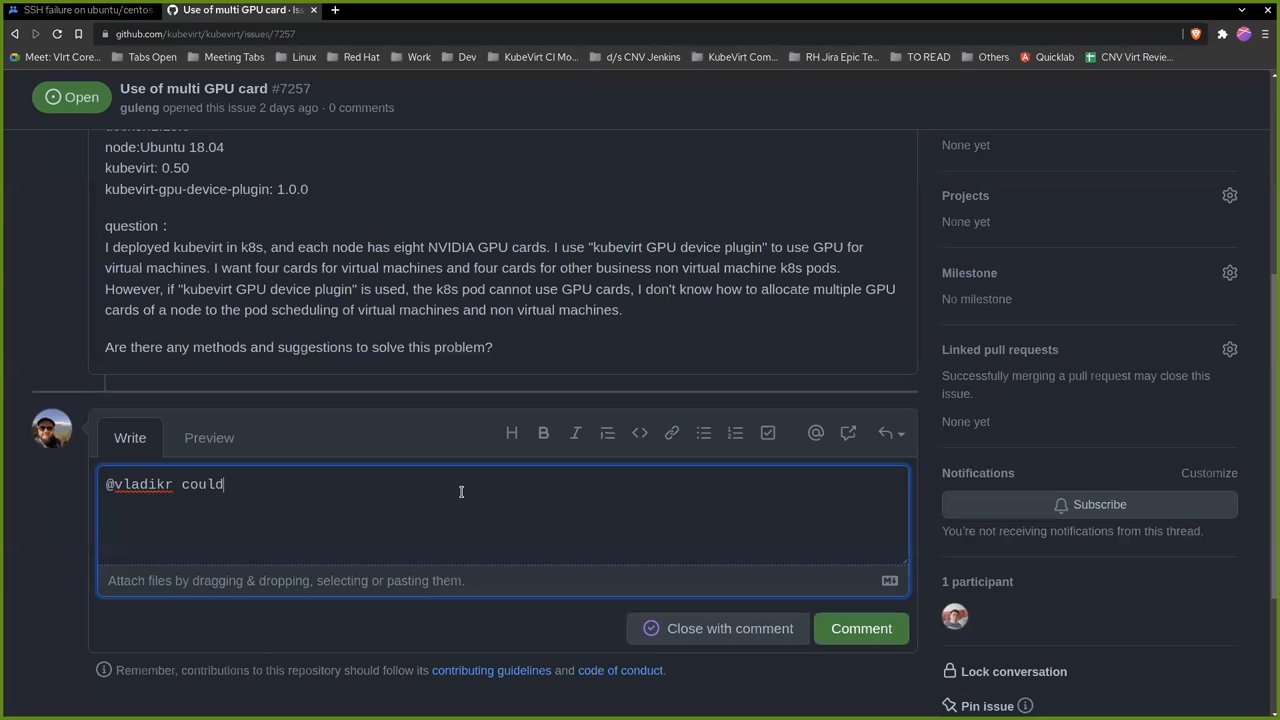 SSH failure on ubuntu/centos
Use of multi GPU card · Iss
github.com/kubevirt/kubevirt/issues/7257
Meet: VIrt Core...
Tabs Open
Meeting Tabs
Linux
Red Hat
Work
Dev
KubeVirt CI Mo...
d/s CNV Jenkins
KubeVirt Com...
RH Jira Epic Te...
TO READ
Others
Quicklab
CNV Virt Revie...
Open
Use of multi GPU card #7257
guleng opened this issue 2 days ago · 0 comments
node:Ubuntu 18.04
kubevirt: 0.50
kubevirt-gpu-device-plugin: 1.0.0
question：
I deployed kubevirt in k8s, and each node has eight NVIDIA GPU cards. I use "kubevirt GPU device plugin" to use GPU for
virtual machines. I want four cards for virtual machines and four cards for other business non virtual machine k8s pods.
However, if "kubevirt GPU device plugin" is used, the k8s pod cannot use GPU cards, I don't know how to allocate multiple GPU
cards of a node to the pod scheduling of virtual machines and non virtual machines.
Are there any methods and suggestions to solve this problem?
Write
Preview
@vladikr could
Attach files by dragging & dropping, selecting or pasting them.
Close with comment
Comment
Remember, contributions to this repository should follow its contributing guidelines and code of conduct.
None yet
Projects
None yet
Milestone
No milestone
Linked pull requests
Successfully merging a pull request may close this
issue.
None yet
Notifications
Customize
Subscribe
You're not receiving notifications from this thread.
1 participant
Lock conversation
Pin issue